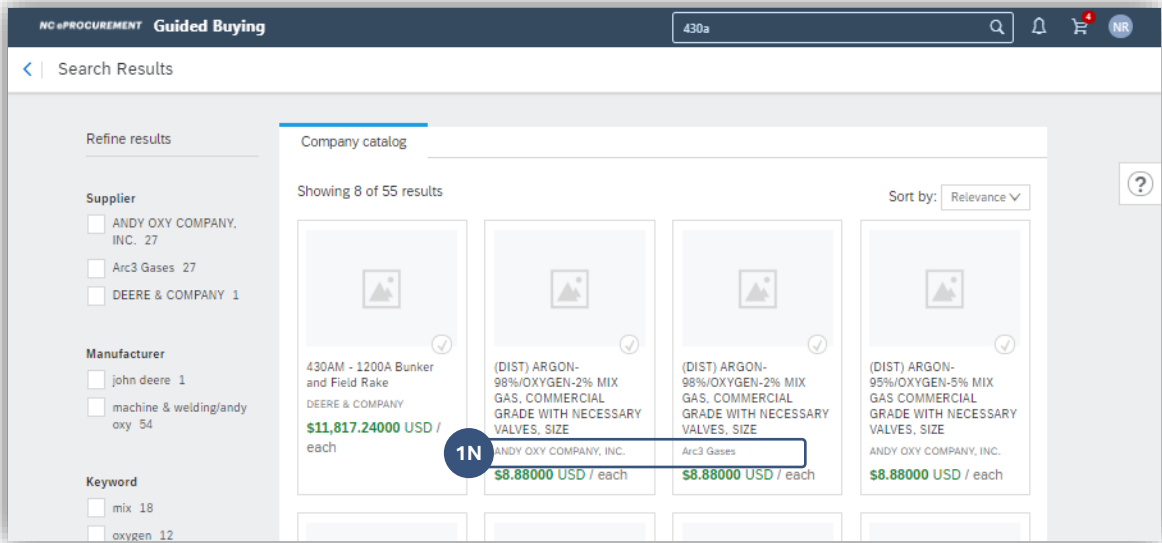 NC ePROCUREMENT Guided Buying
430a
4
NR
Search Results
Refine results
Supplier
ANDY OXY COMPANY,
INC. 27
Arc3 Gases 27
DEERE & COMPANY 1
Manufacturer
john deere 1
machine & welding/andy
oxy 54
Keyword
mix 18
oxygen 12
Company catalog
Showing 8 of 55 results
Sort by: Relevance
?
430AM - 1200A Bunker
and Field Rake
DEERE & COMPANY
$11,817.24000 USD /
each
(DIST) ARGON-
98%/OXYGEN-2% MIX
GAS, COMMERCIAL
GRADE WITH NECESSARY
VALVES, SIZE
1N
ANDY OXY COMPANY, INC.
$8.88000 USD / each
(DIST) ARGON-
98%/OXYGEN-2% MIX
GAS, COMMERCIAL
GRADE WITH NECESSARY
VALVES, SIZE
Arc3 Gases
$8.88000 USD / each
(DIST) ARGON-
95%/OXYGEN-5% MIX
GAS COMMERCIAL
GRADE WITH NECESSARY
VALVES, SIZE
ANDY OXY COMPANY, INC.
$8.88000 USD / each